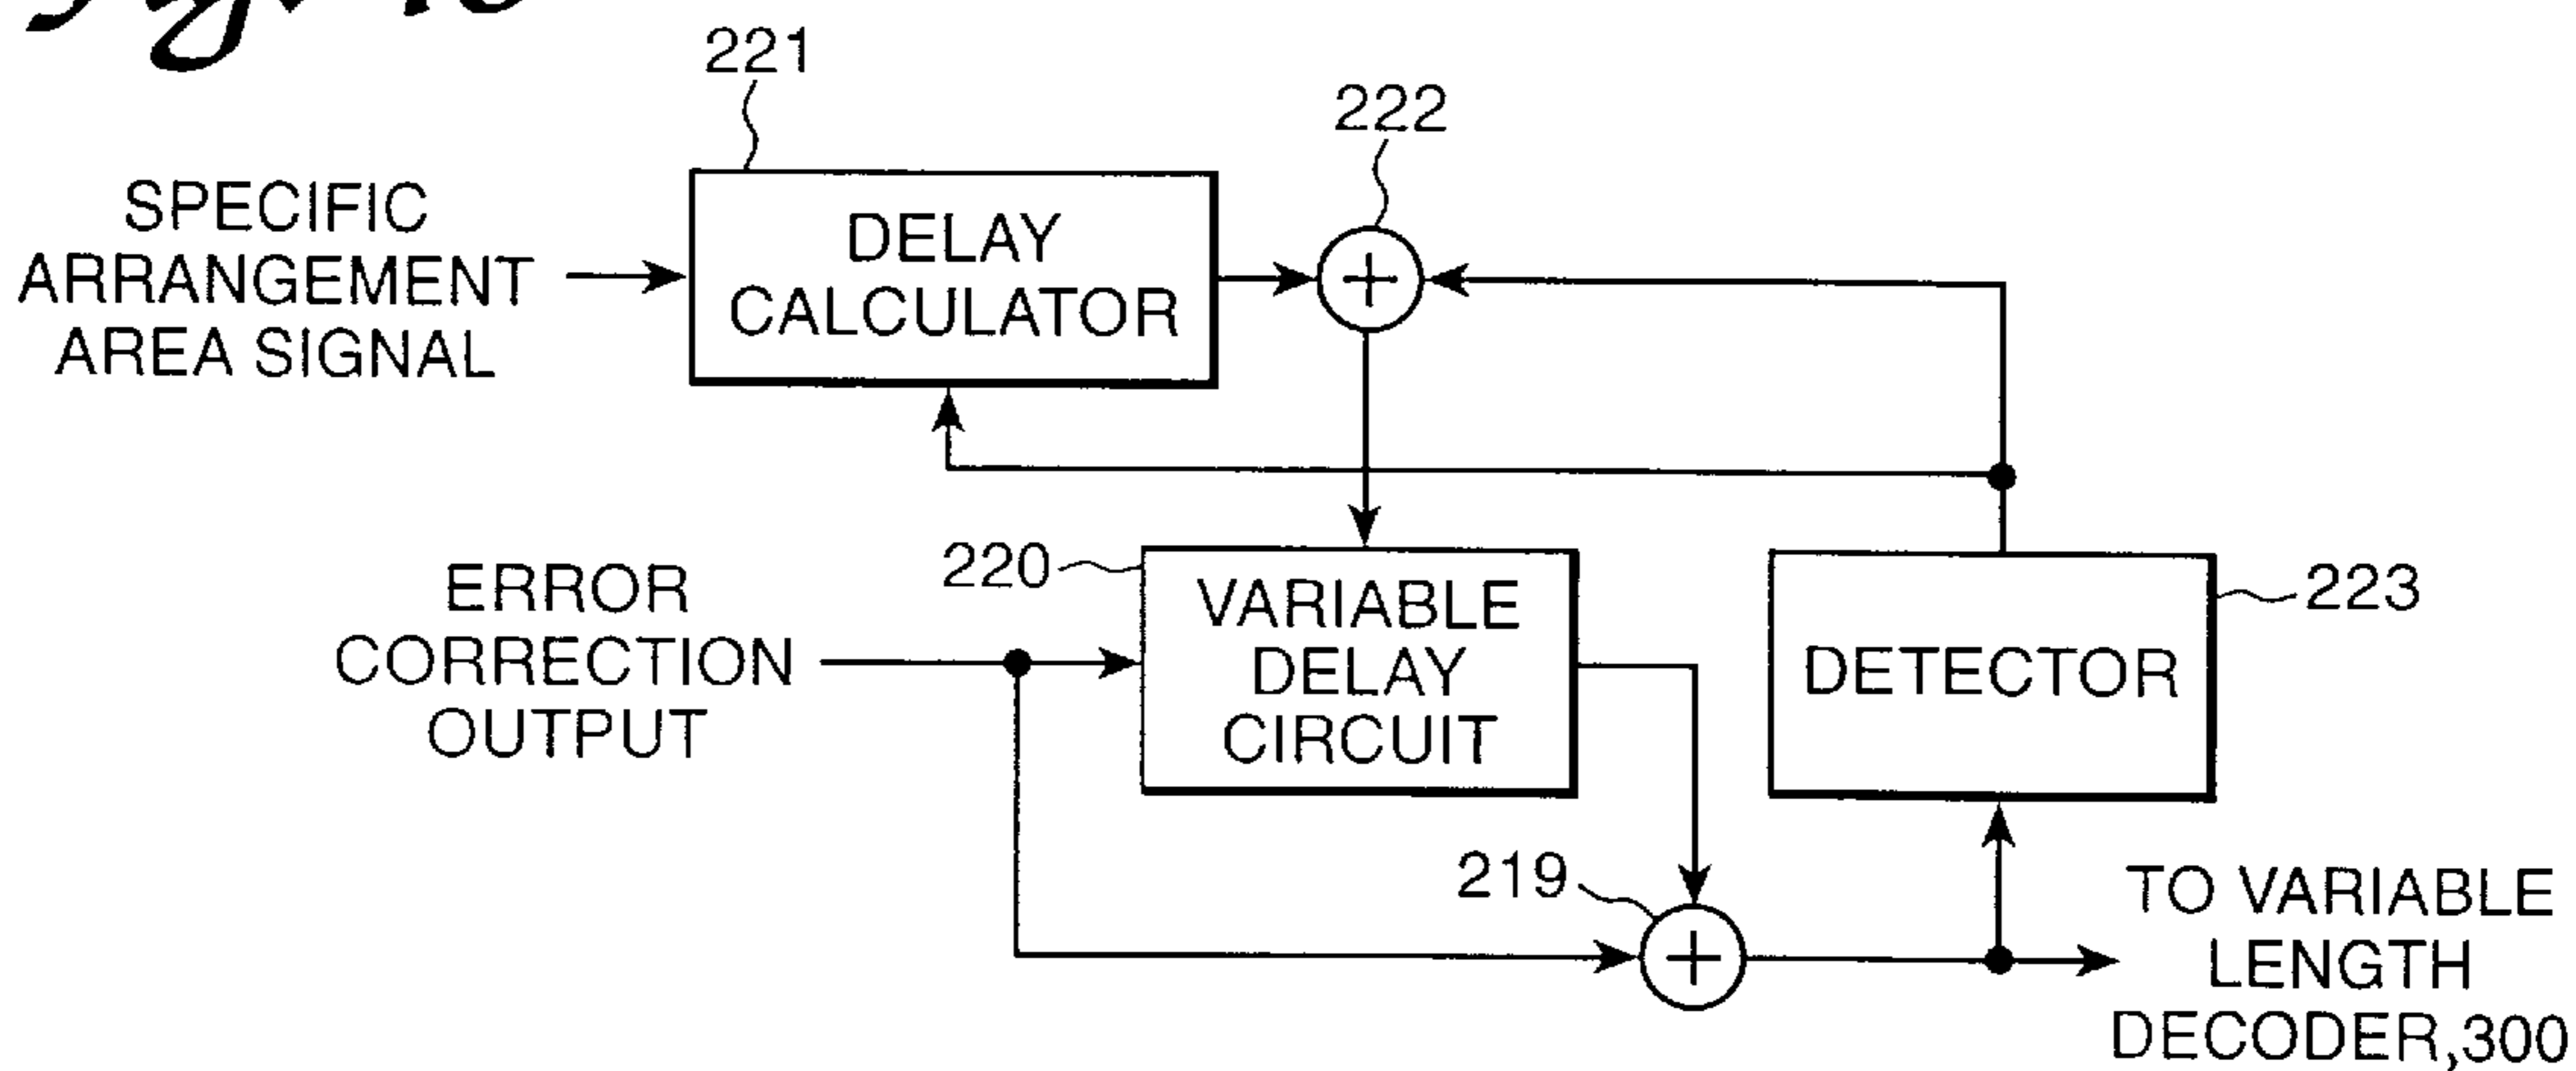 221
222
SPECIFIC
ARRANGEMENT
AREA SIGNAL
DELAY
CALCULATOR
220
ERROR
CORRECTION
OUTPUT
VARIABLE
DELAY
CIRCUIT
DETECTOR
223
219
TO VARIABLE
LENGTH
DECODER,300